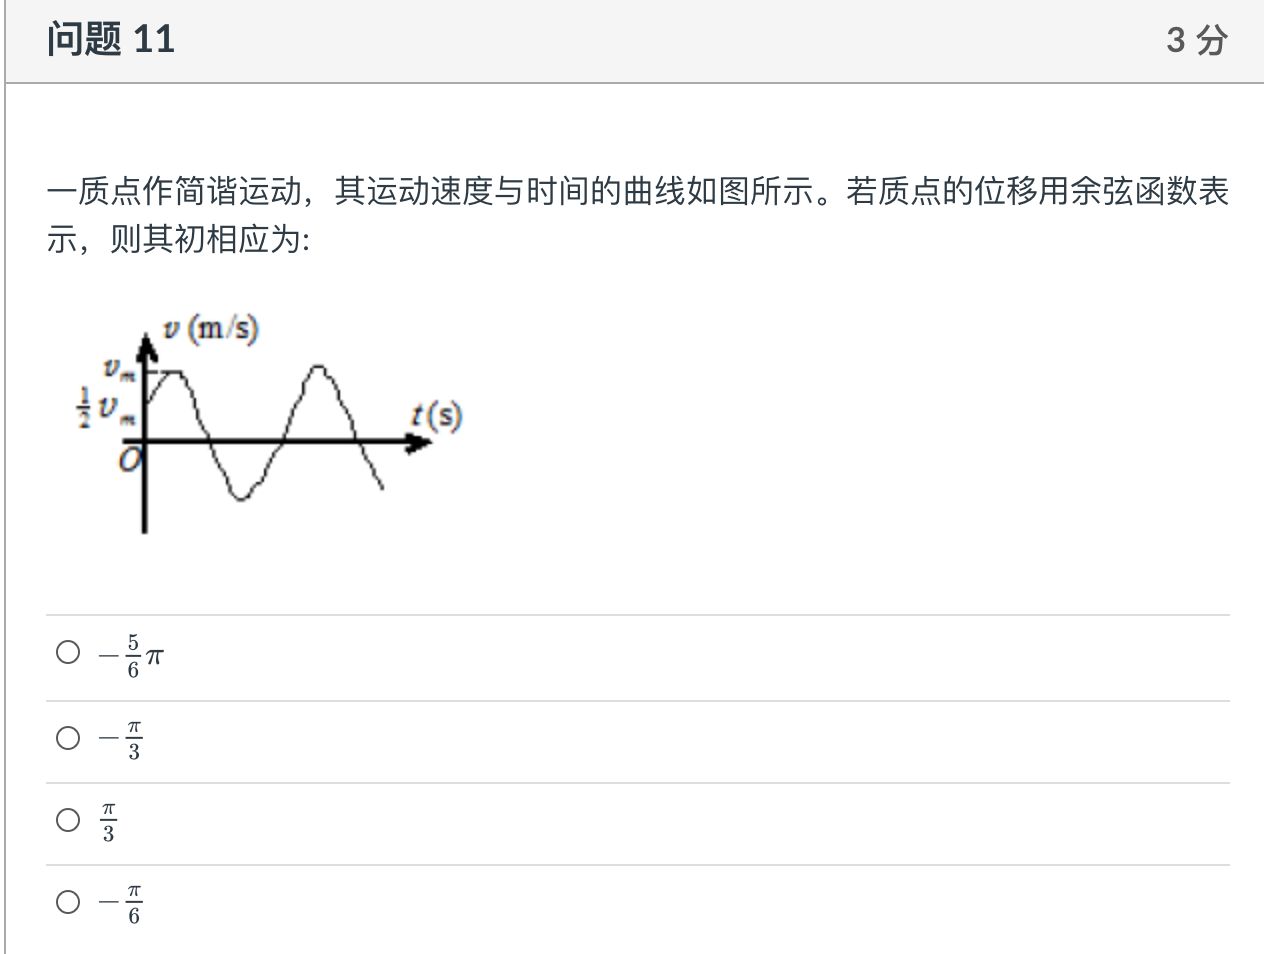 问题 11
3 分
一质点作简谐运动，其运动速度与时间的曲线如图所示。若质点的位移用余弦函数表
示，则其初相应为:
v (m/s)
v_m
1/2 v_m
t (s)
O
−5/6 π
−π/3
π/3
−π/6